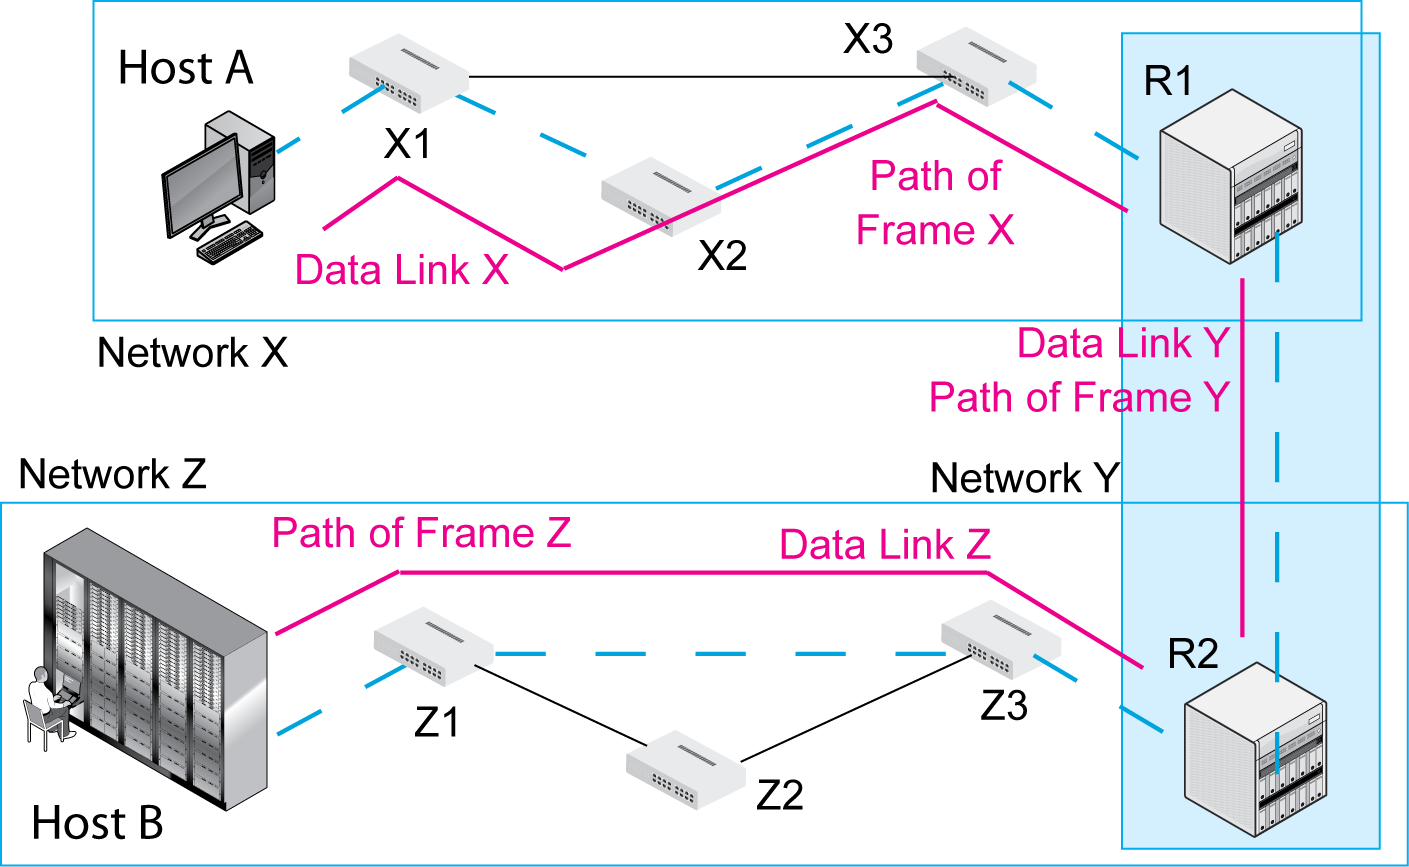 Host A
X1
X3
R1
Path of
Frame X
X2
Data Link X
Network X
Data Link Y
Path of Frame Y
Network Z
Network Y
Path of Frame Z
Data Link Z
R2
Z1
Z3
Z2
Host B